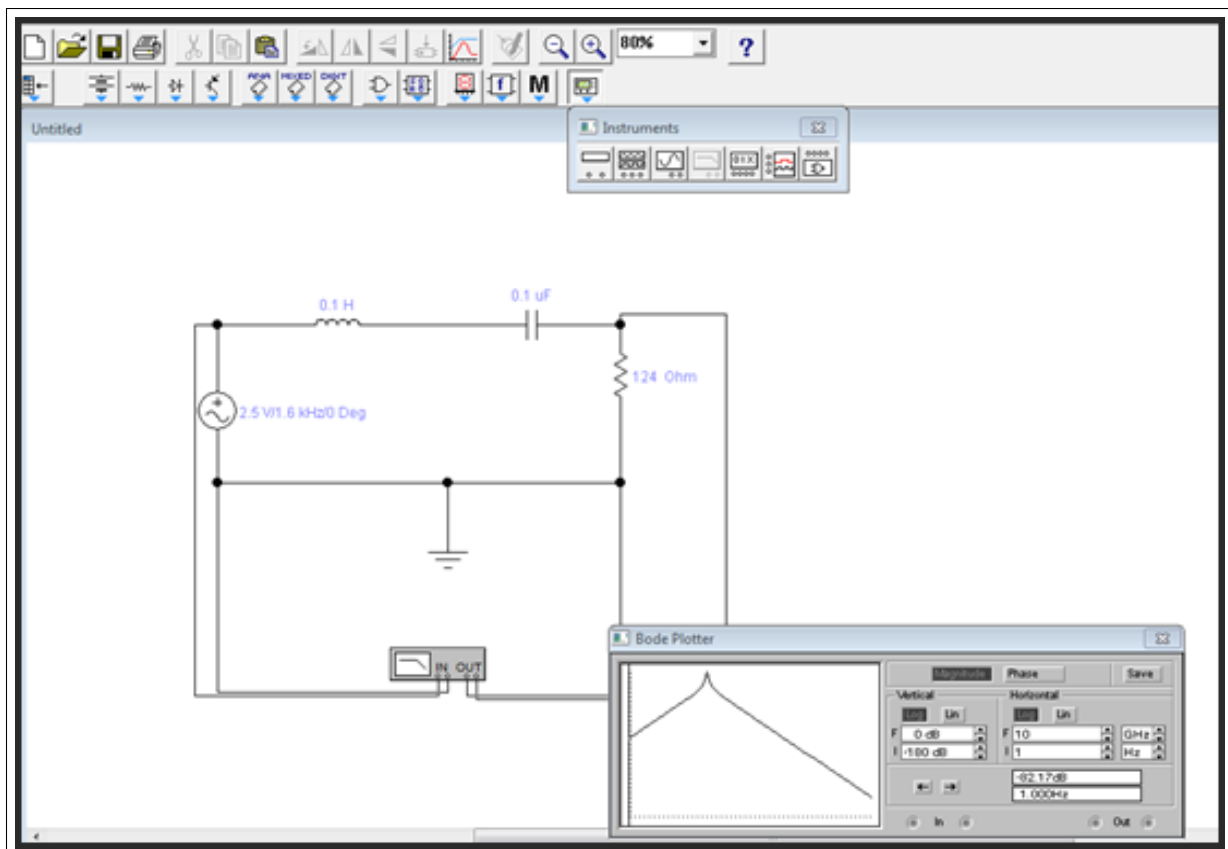 80%
?
ANA MIXED DIGIT
M
Untitled
Instruments
0.1 H
0.1 uF
124 Ohm
2.5 V/1.6 kHz/0 Deg
IN OUT
Bode Plotter
Magnitude Phase Save
Vertical Horizontal
Log Lin Log Lin
F 0 dB F 10 GHz
I -180 dB I 1 Hz
-82.17dB
1.000Hz
In Out